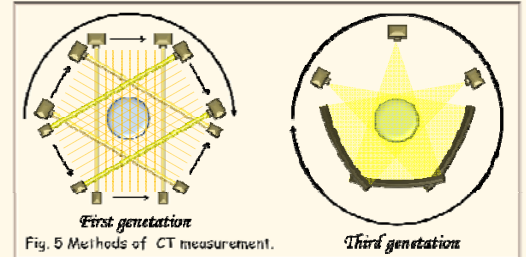 First genetation
Fig. 5 Methods of CT measurement.
Third genetation